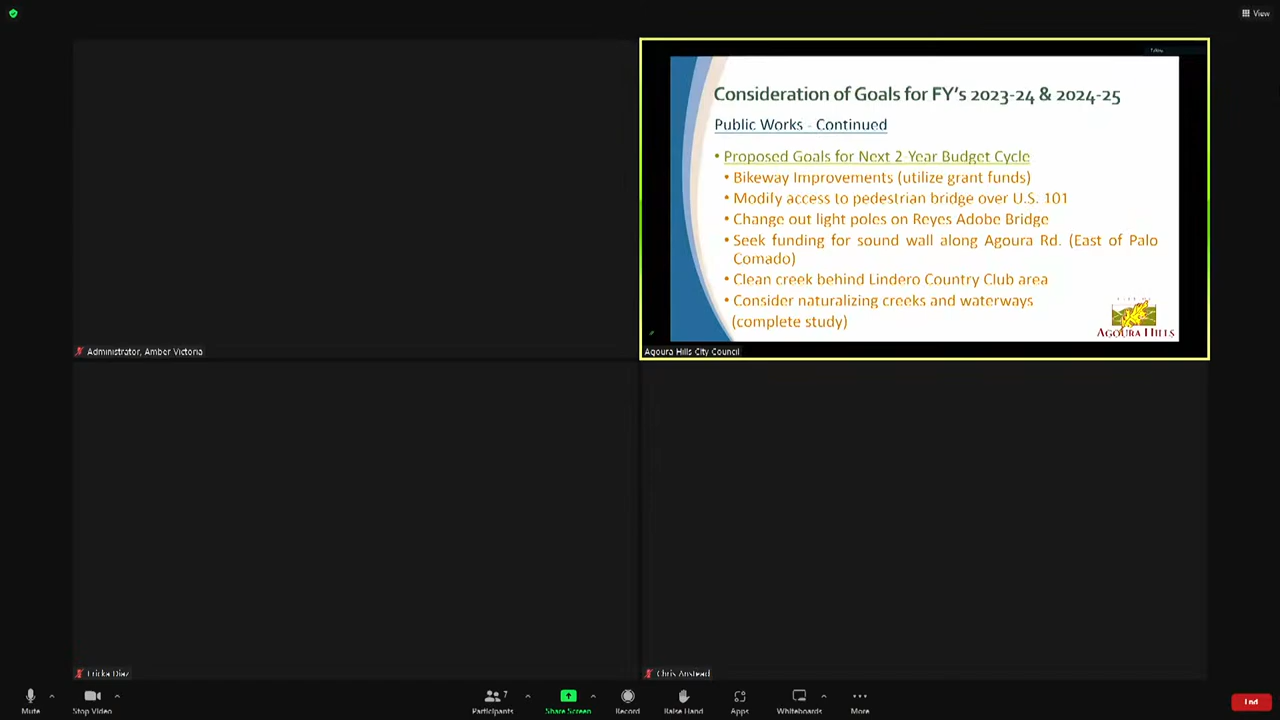 View
Consideration of Goals for FY's 2023-24 & 2024-25
Public Works - Continued
• Proposed Goals for Next 2-Year Budget Cycle
• Bikeway Improvements (utilize grant funds)
• Modify access to pedestrian bridge over U.S. 101
• Change out light poles on Reyes Adobe Bridge
• Seek funding for sound wall along Agoura Rd. (East of Palo
Comado)
• Clean creek behind Lindero Country Club area
• Consider naturalizing creeks and waterways
(complete study)
AGOURA HILLS
Administrator, Amber Victoria
Agoura Hills City Council
Ericka Diaz
Chris Anstead
7
Mute
Stop Video
Participants
Share Screen
Record
Raise Hand
Apps
Whiteboards
More
End